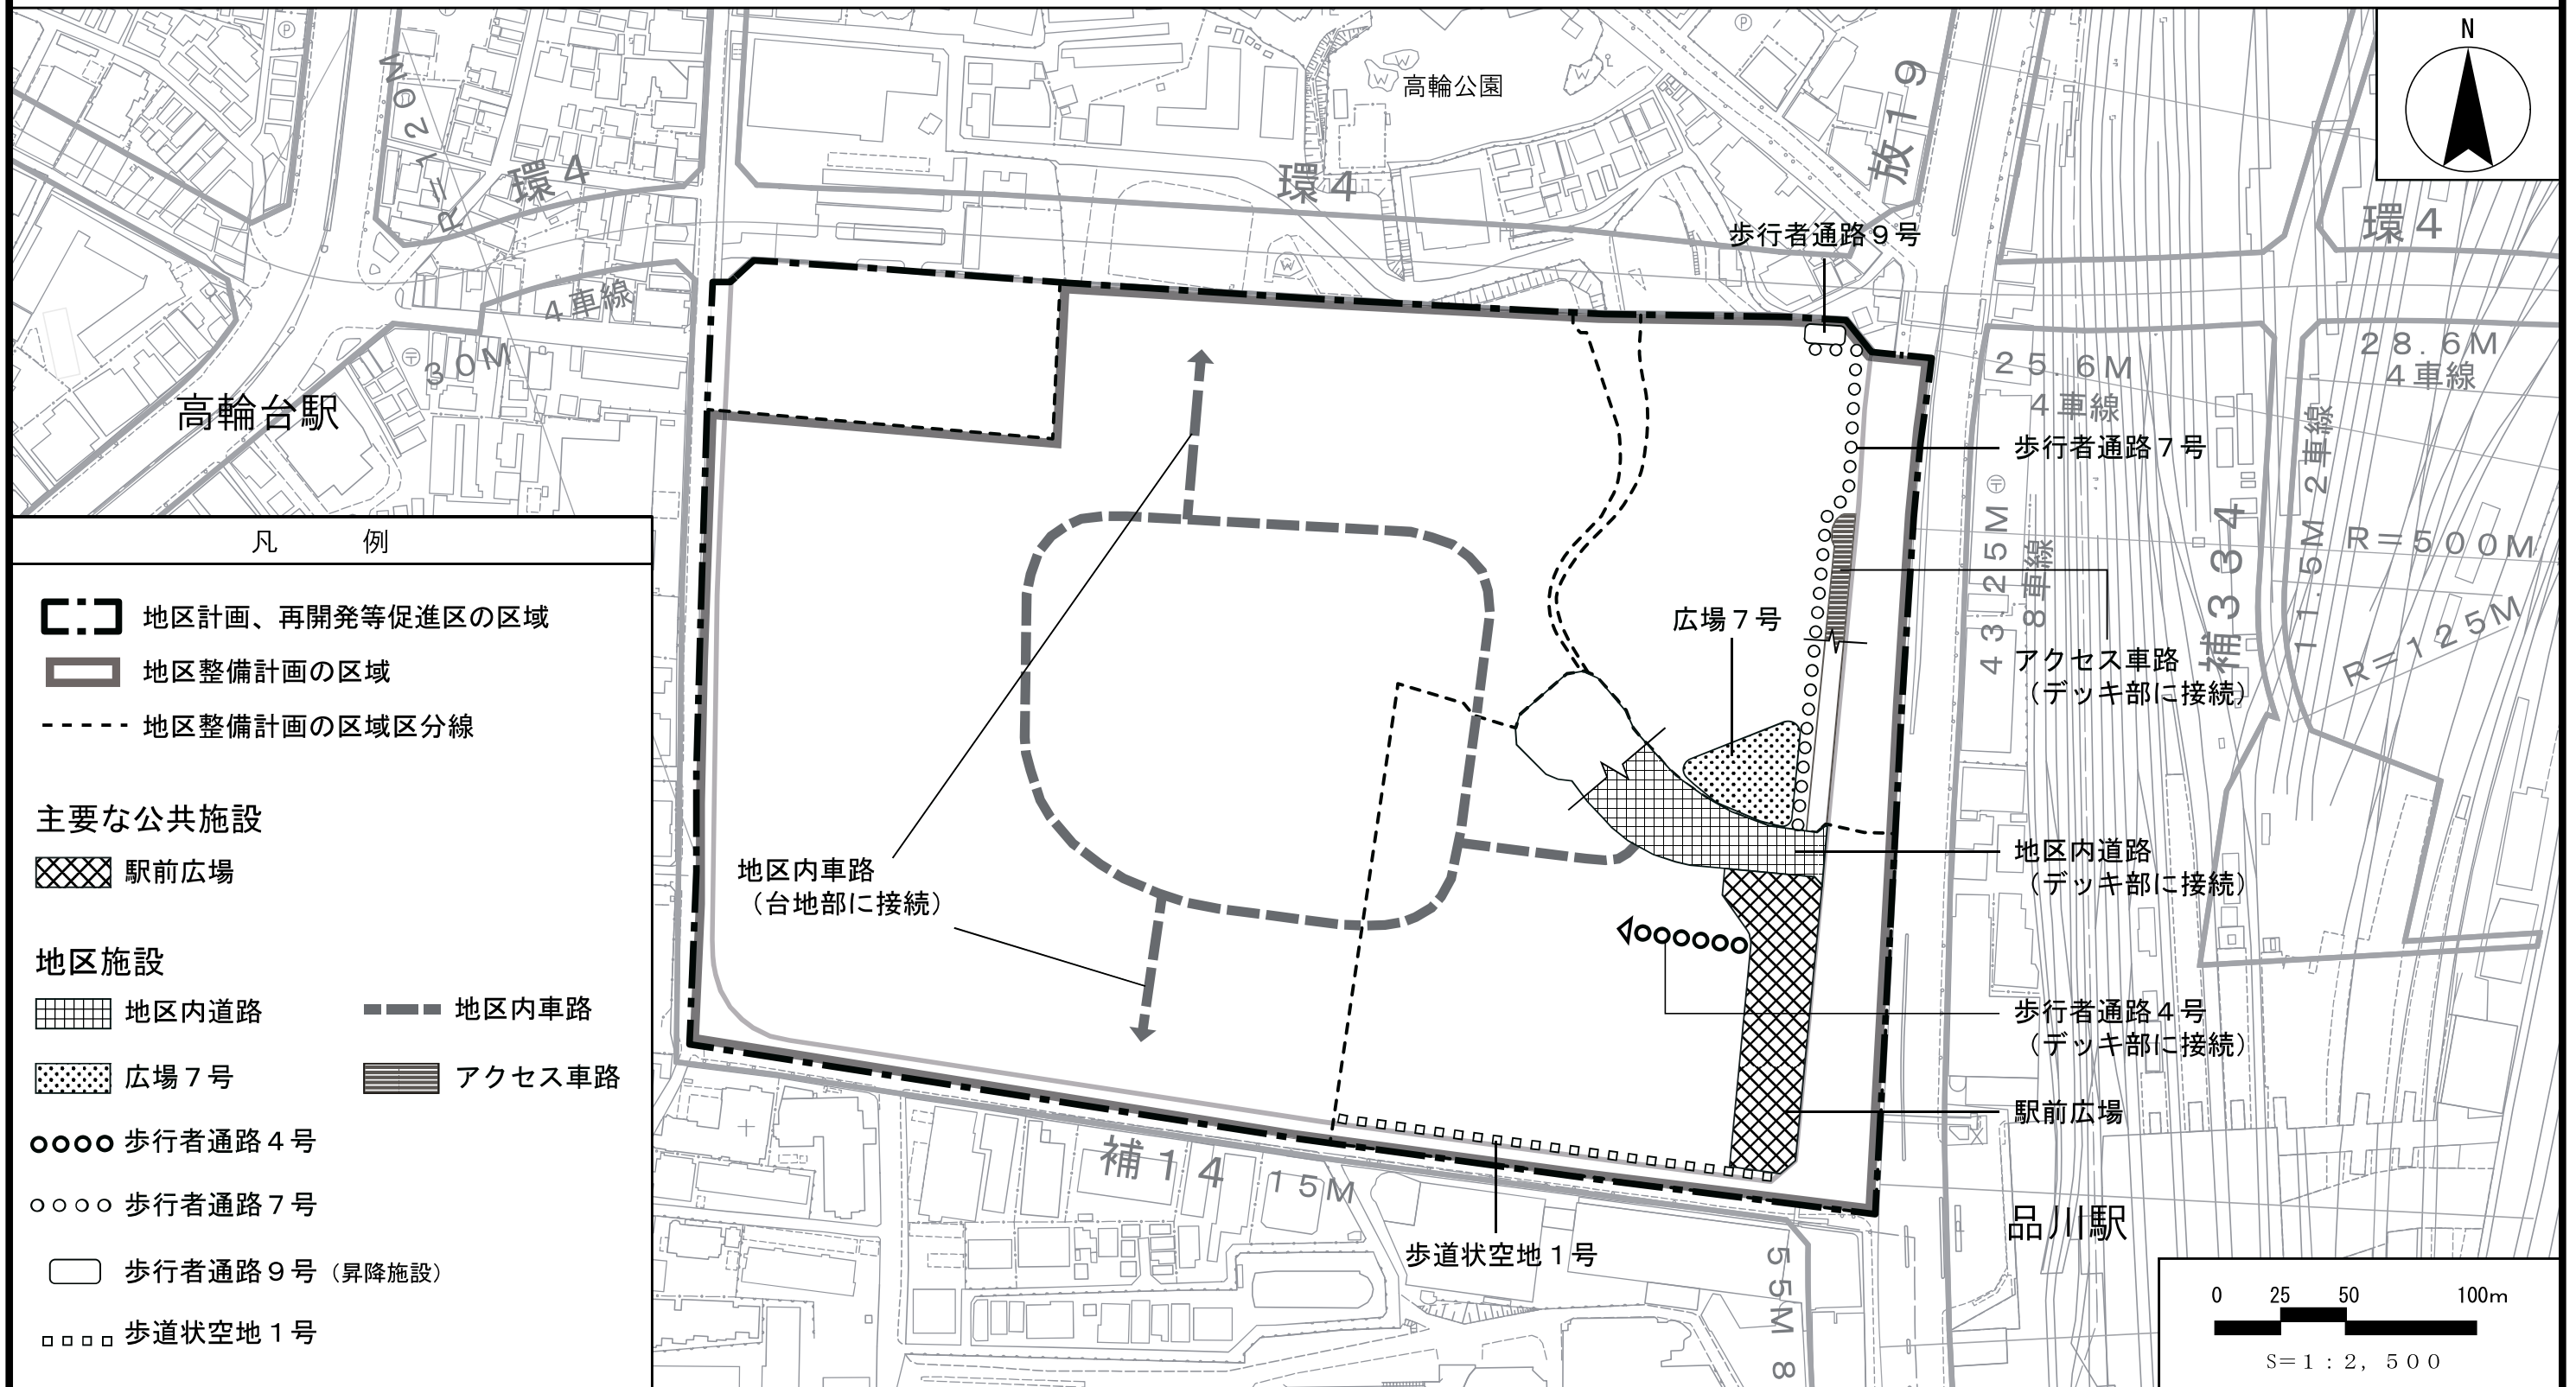 N
高輪公園
放１９
２０Ｍ
Ｒ＝∧
環４
環４
環４
歩行者通路９号
４車線
３０Ｍ
高輪台駅
２５．６Ｍ
４車線
２８．６Ｍ
４車線
歩行者通路７号
４３．２５Ｍ
８車線
補３３４
１１．５Ｍ ２車線
Ｒ＝５００Ｍ
Ｒ＝１２５Ｍ
広場７号
アクセス車路
（デッキ部に接続）
地区内車路
（台地部に接続）
地区内道路
（デッキ部に接続）
歩行者通路４号
（デッキ部に接続）
駅前広場
補１４
１５Ｍ
歩道状空地１号
５５Ｍ ８
品川駅
凡　例
地区計画、再開発等促進区の区域
地区整備計画の区域
地区整備計画の区域区分線
主要な公共施設
駅前広場
地区施設
地区内道路
地区内車路
広場７号
アクセス車路
歩行者通路４号
歩行者通路７号
歩行者通路９号（昇降施設）
歩道状空地１号
0 25 50 100m
S=１：２，５００